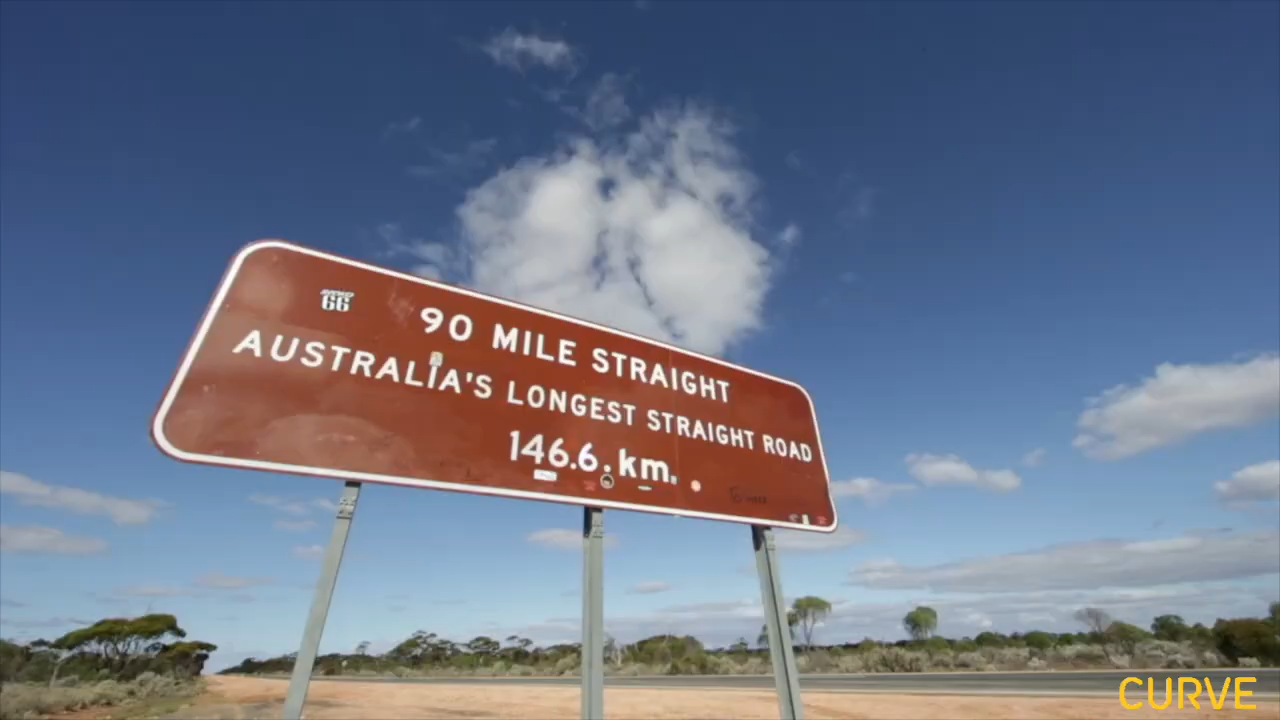 66
90 MILE STRAIGHT
AUSTRALIA'S LONGEST STRAIGHT ROAD
146.6.km.
CURVE